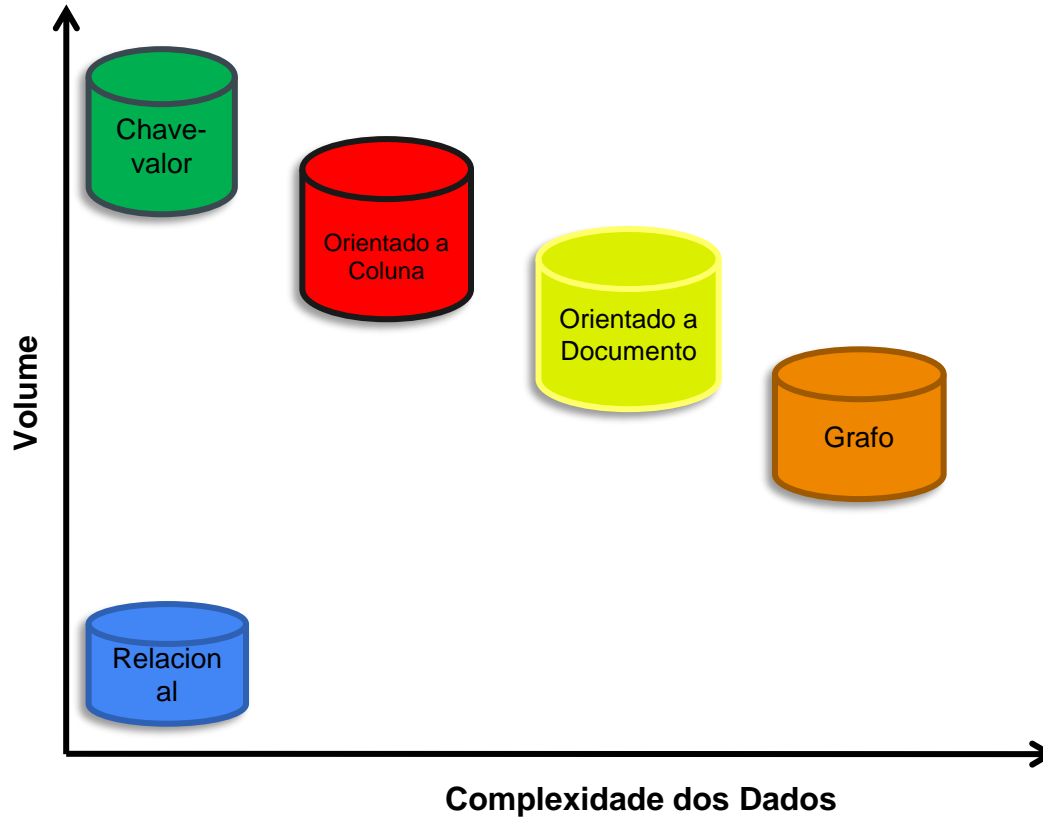 Chave-
valor
Orientado a
Coluna
Orientado a
Documento
Grafo
Relacion
al
Volume
Complexidade dos Dados